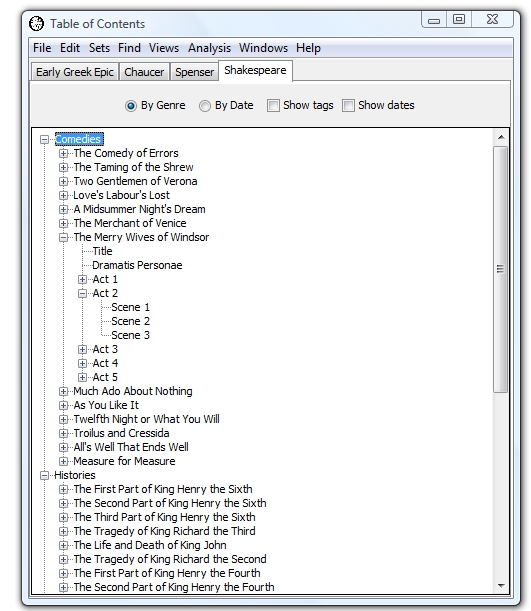 Table of Contents
File Edit Sets Find Views Analysis Windows Help
Early Greek Epic Chaucer Spenser Shakespeare
By Genre By Date Show tags Show dates
Comedies
The Comedy of Errors
The Taming of the Shrew
Two Gentlemen of Verona
Love's Labour's Lost
A Midsummer Night's Dream
The Merchant of Venice
The Merry Wives of Windsor
Title
Dramatis Personae
Act 1
Act 2
Scene 1
Scene 2
Scene 3
Act 3
Act 4
Act 5
Much Ado About Nothing
As You Like It
Twelfth Night or What You Will
Troilus and Cressida
All's Well That Ends Well
Measure for Measure
Histories
The First Part of King Henry the Sixth
The Second Part of King Henry the Sixth
The Third Part of King Henry the Sixth
The Tragedy of King Richard the Third
The Life and Death of King John
The Tragedy of King Richard the Second
The First Part of King Henry the Fourth
The Second Part of King Henry the Fourth